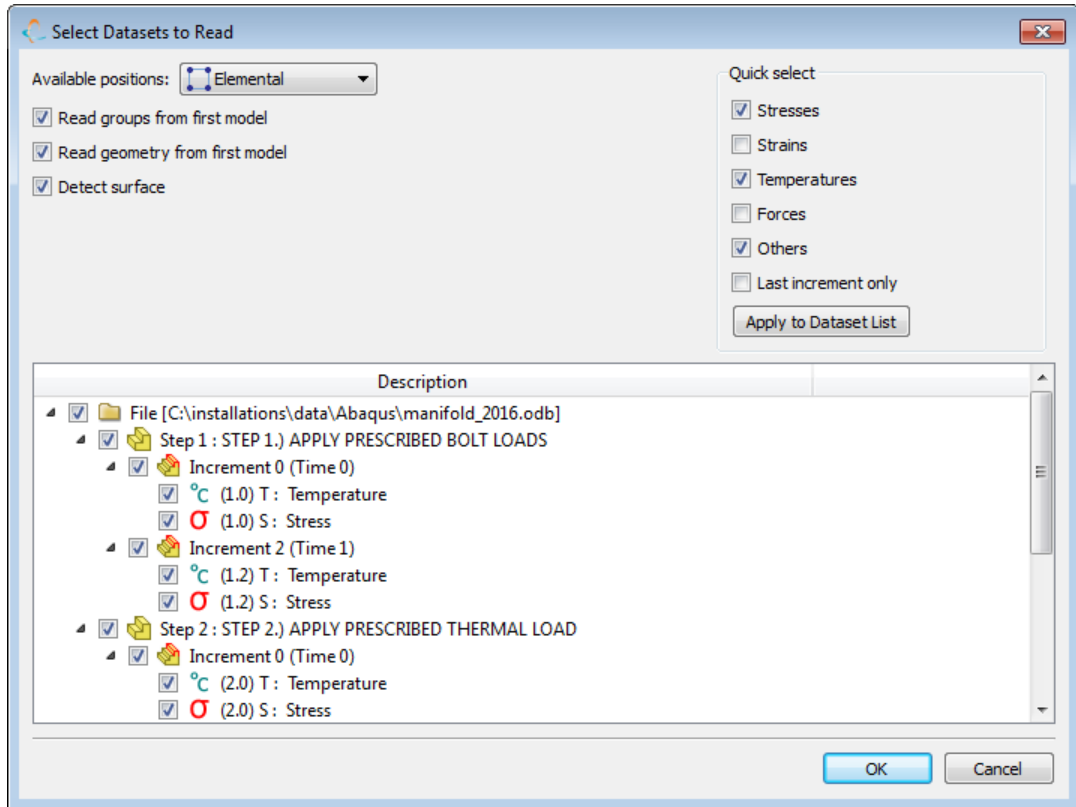 Select Datasets to Read
Available positions: Elemental
Read groups from first model
Read geometry from first model
Detect surface
Quick select
Stresses
Strains
Temperatures
Forces
Others
Last increment only
Apply to Dataset List
Description
File [C:\installations\data\Abaqus\manifold_2016.odb]
Step 1 : STEP 1.) APPLY PRESCRIBED BOLT LOADS
Increment 0 (Time 0)
°C (1.0) T : Temperature
σ (1.0) S : Stress
Increment 2 (Time 1)
°C (1.2) T : Temperature
σ (1.2) S : Stress
Step 2 : STEP 2.) APPLY PRESCRIBED THERMAL LOAD
Increment 0 (Time 0)
°C (2.0) T : Temperature
σ (2.0) S : Stress
OK Cancel